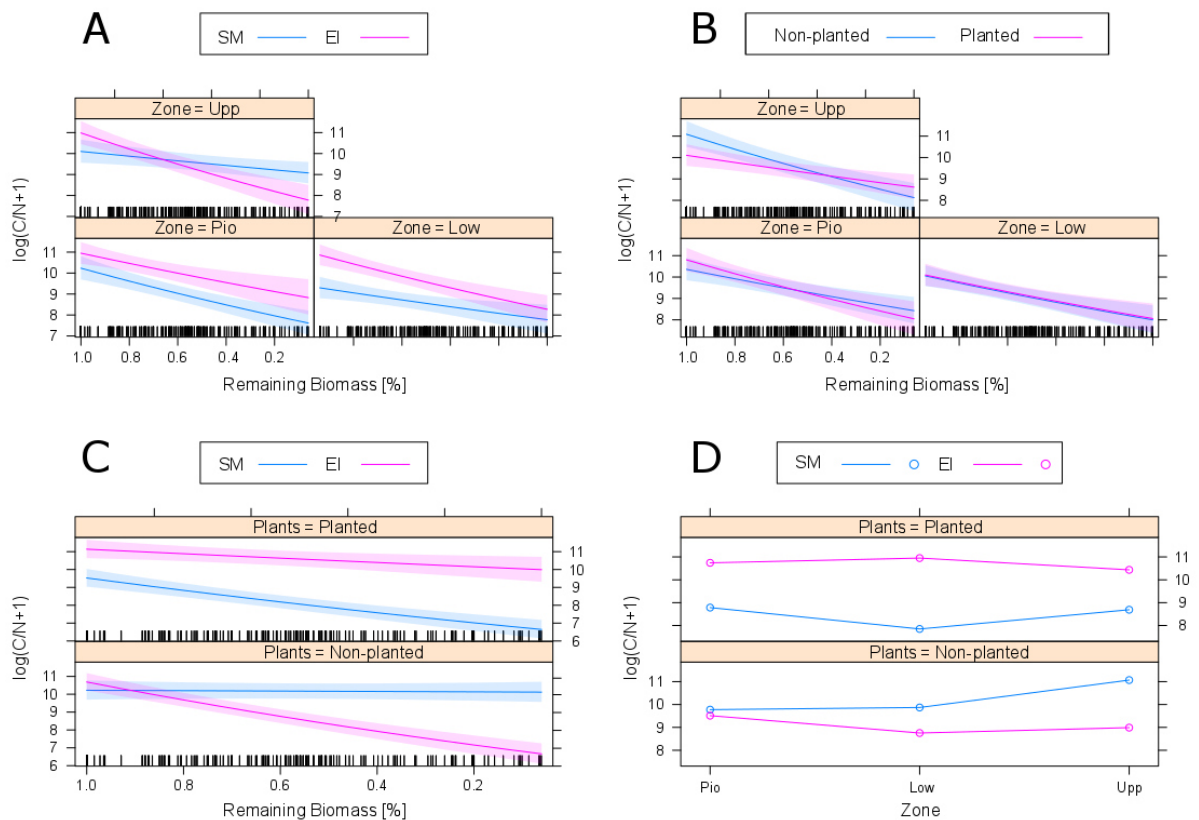 A
SM EI
Zone = Upp
11
10
9
8
7
Zone = Pio Zone = Low
11
10
9
8
7
log(C/N+1)
1.0 0.8 0.6 0.4 0.2
Remaining Biomass [%]
B
Non-planted Planted
Zone = Upp
11
10
9
8
Zone = Pio Zone = Low
11
10
9
8
log(C/N+1)
1.0 0.8 0.6 0.4 0.2
Remaining Biomass [%]
C
SM EI
Plants = Planted
11
10
9
8
7
6
Plants = Non-planted
11
10
9
8
7
6
log(C/N+1)
1.0 0.8 0.6 0.4 0.2
Remaining Biomass [%]
D
SM EI
Plants = Planted
11
10
9
8
Plants = Non-planted
11
10
9
8
log(C/N+1)
Pio Low Upp
Zone